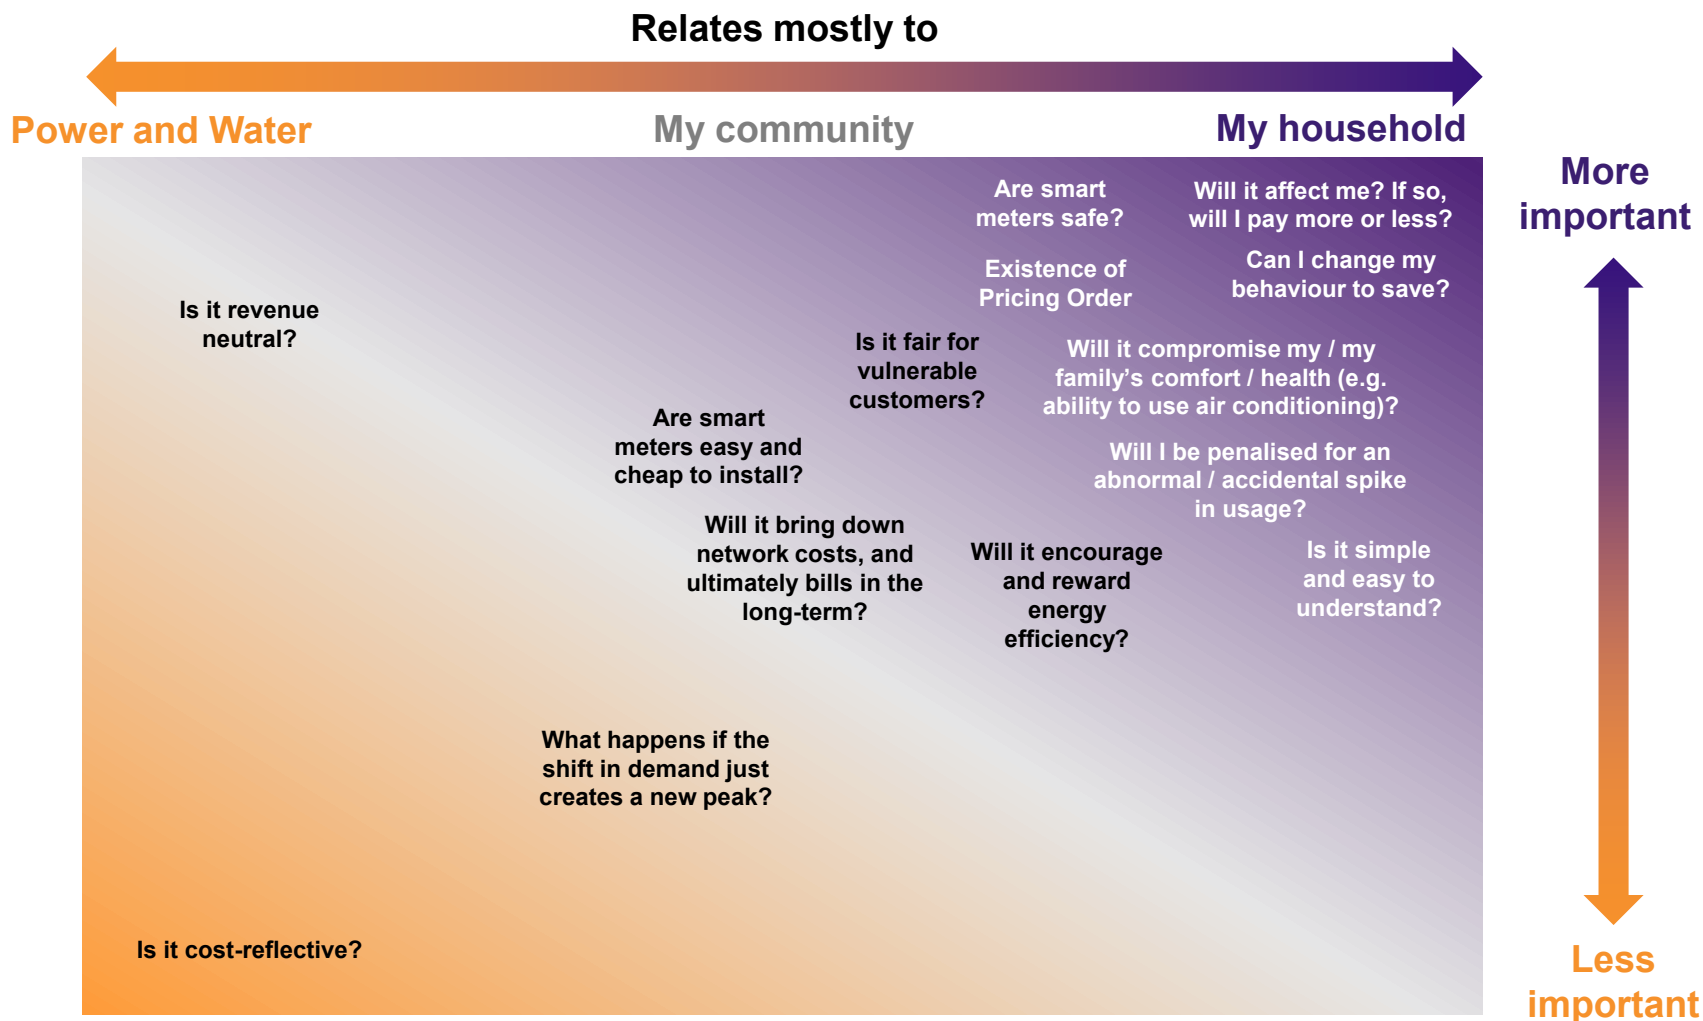 Relates mostly to
Power and Water
My community
My household
More
important
Are smart
meters safe?
Will it affect me? If so,
will I pay more or less?
Existence of
Pricing Order
Can I change my
behaviour to save?
Is it revenue
neutral?
Is it fair for
vulnerable
customers?
Will it compromise my / my
family’s comfort / health (e.g.
ability to use air conditioning)?
Are smart
meters easy and
cheap to install?
Will I be penalised for an
abnormal / accidental spike
in usage?
Will it bring down
network costs, and
ultimately bills in the
long-term?
Will it encourage
and reward
energy
efficiency?
Is it simple
and easy to
understand?
What happens if the
shift in demand just
creates a new peak?
Is it cost-reflective?
Less
important